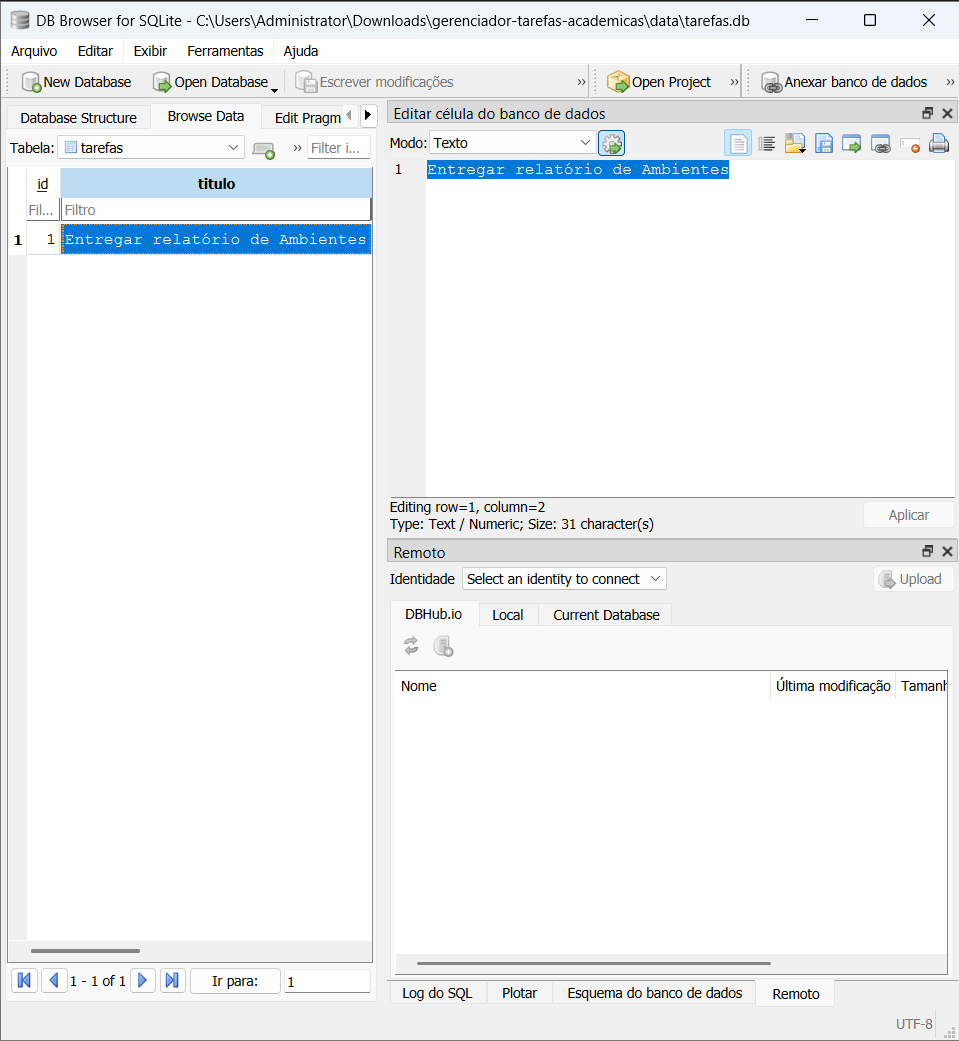 DB Browser for SQLite - C:\Users\Administrator\Downloads\gerenciador-tarefas-academicas\data\tarefas.db
Arquivo Editar Exibir Ferramentas Ajuda
New Database Open Database Escrever modificações » Open Project » Anexar banco de dados »
Database Structure Browse Data Edit Pragm
Tabela: tarefas » Filter i...
id titulo
Fil... Filtro
1 1 Entregar relatório de Ambientes
1 - 1 of 1 Ir para: 1
Editar célula do banco de dados
Modo: Texto
1 Entregar relatório de Ambientes
Editing row=1, column=2
Type: Text / Numeric; Size: 31 character(s)
Aplicar
Remoto
Identidade Select an identity to connect Upload
DBHub.io Local Current Database
Nome Última modificação Tamanh
Log do SQL Plotar Esquema do banco de dados Remoto
UTF-8